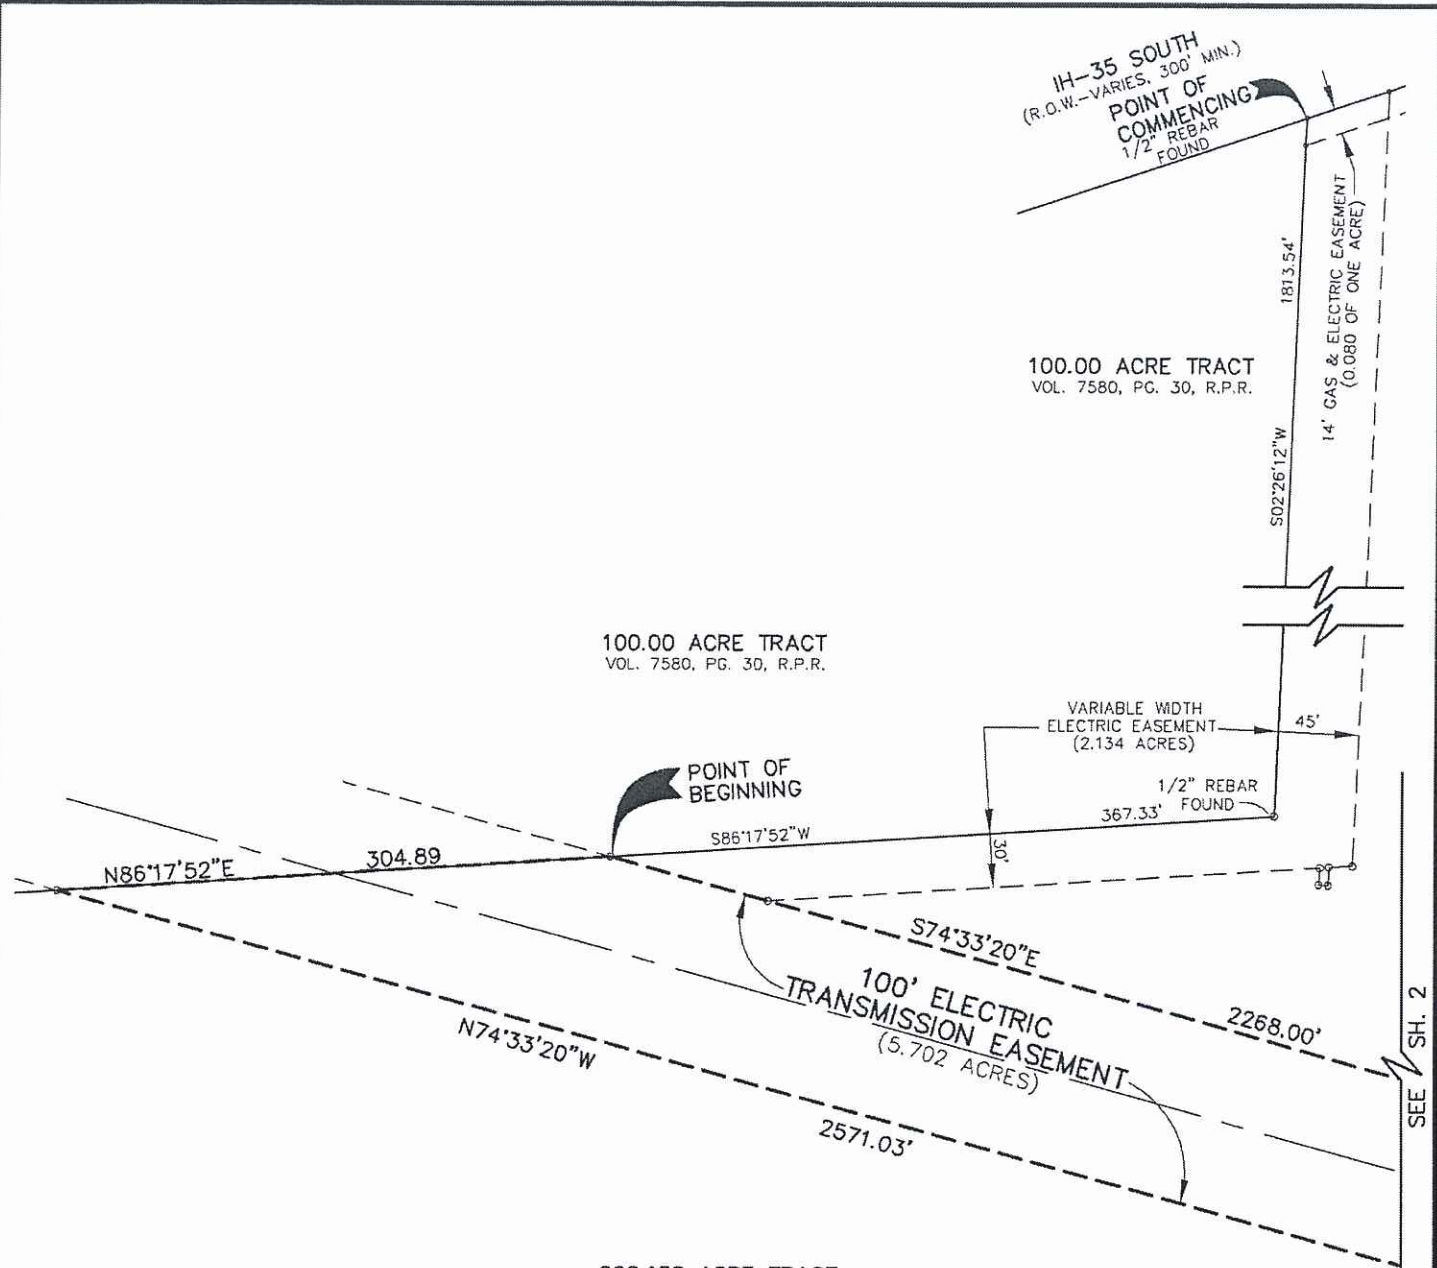 IH-35 SOUTH
(R.O.W.-VARIES, 300' MIN.)
POINT OF
COMMENCING
1/2" REBAR
FOUND
14' GAS & ELECTRIC EASEMENT
(0.080 OF ONE ACRE)
1813.54'
S02°26'12"W
100.00 ACRE TRACT
VOL. 7580, PG. 30, R.P.R.
100.00 ACRE TRACT
VOL. 7580, PG. 30, R.P.R.
VARIABLE WIDTH
ELECTRIC EASEMENT
(2.134 ACRES)
45'
1/2" REBAR
FOUND
POINT OF
BEGINNING
367.33'
S86°17'52"W
30'
304.89
N86°17'52"E
S74°33'20"E
2268.00'
100' ELECTRIC
TRANSMISSION EASEMENT
(5.702 ACRES)
N74°33'20"W
2571.03'
SEE SH. 2